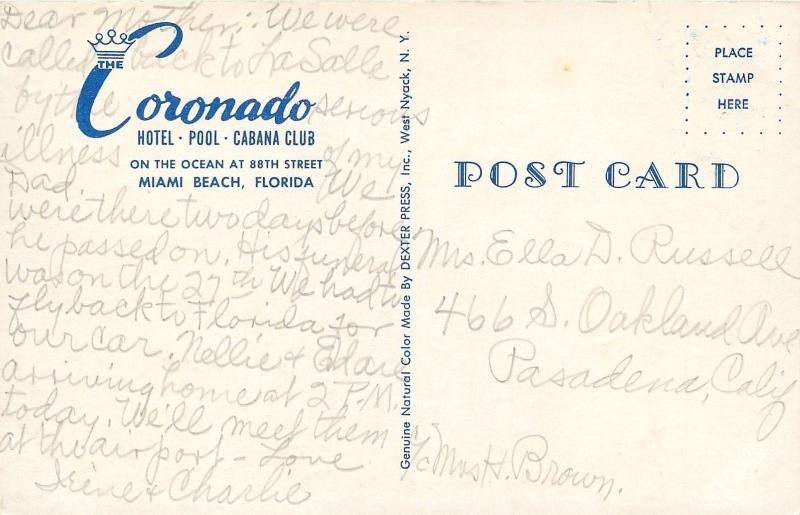 Dear Mother: We were
called back to LaSalle
by the serious
illness of my
Dad. We
were there two days before
he passed on. His funeral
was on the 27th We had to
fly back to Florida for
our car. Nellie & Ed are
arriving home at 2 P.M.
today. We'll meet them
at the airport - Love
Irene & Charlie
THE
Coronado
HOTEL · POOL · CABANA CLUB
ON THE OCEAN AT 88TH STREET
MIAMI BEACH, FLORIDA
Genuine Natural Color Made By DEXTER PRESS, Inc., West Nyack, N. Y.
PLACE
STAMP
HERE
POST CARD
Mrs. Ella D. Russell
466 S. Oakland Ave
Pasadena, Calif
℅ Mrs H. Brown.